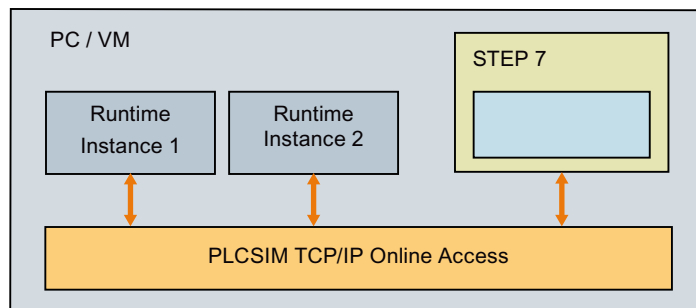 PC / VM
STEP 7
Runtime
Instance 1
Runtime
Instance 2
PLCSIM TCP/IP Online Access